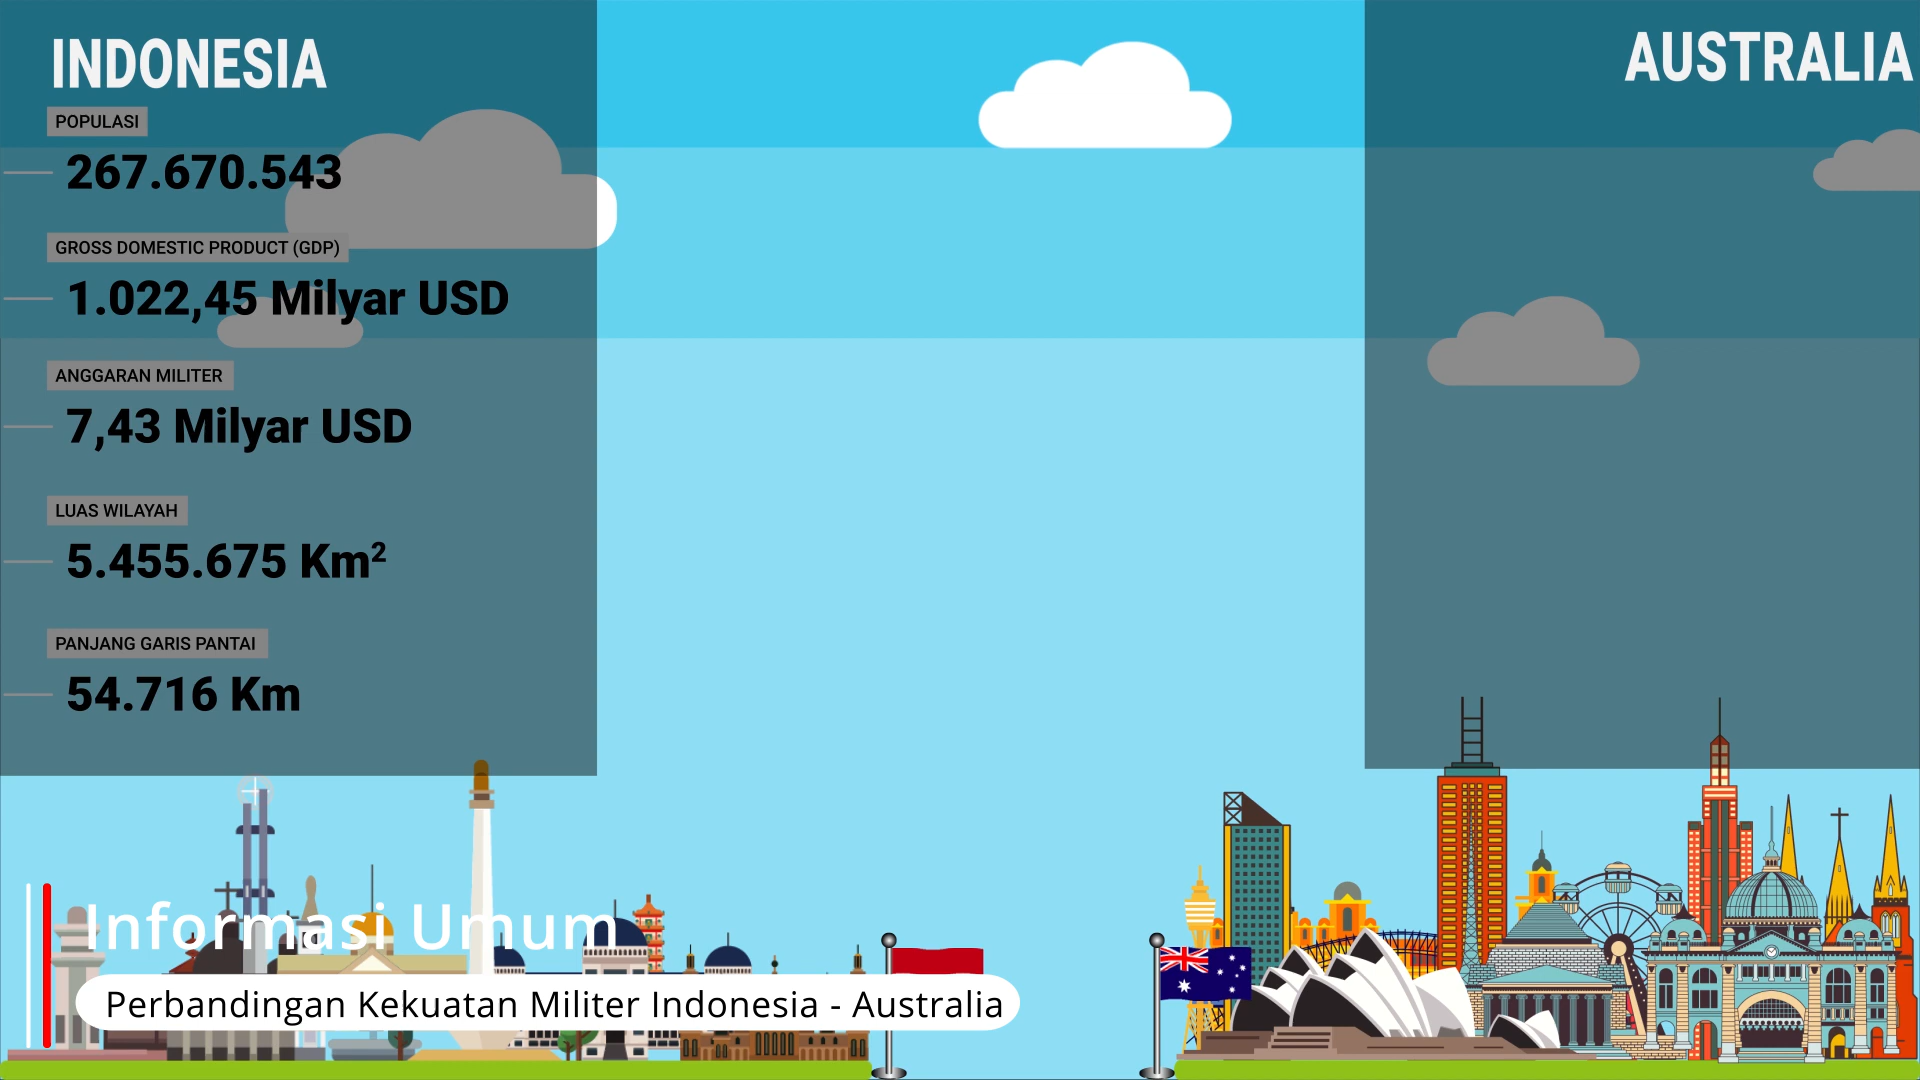 INDONESIA
POPULASI
267.670.543
GROSS DOMESTIC PRODUCT (GDP)
1.022,45 Milyar USD
ANGGARAN MILITER
7,43 Milyar USD
LUAS WILAYAH
5.455.675 Km²
PANJANG GARIS PANTAI
54.716 Km
AUSTRALIA
Informasi Umum
Perbandingan Kekuatan Militer Indonesia - Australia